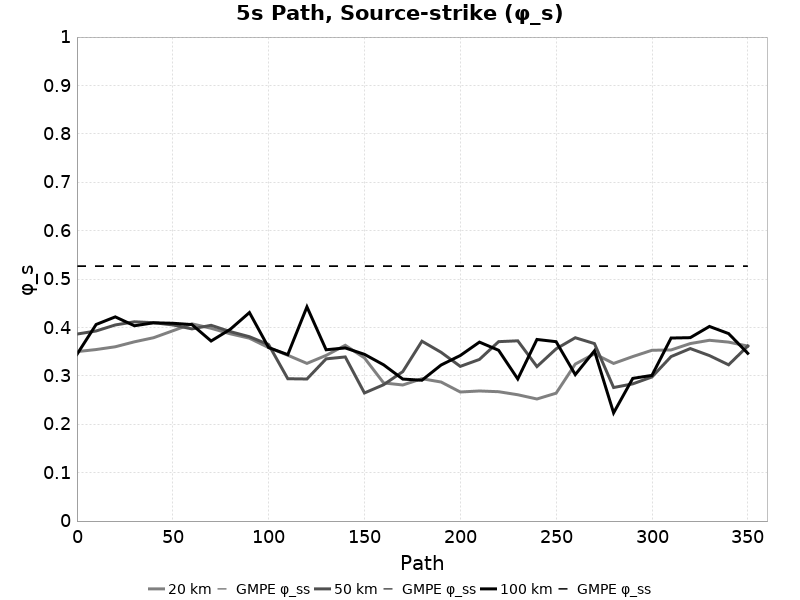 5s Path, Source-strike (φ_s)
1
0.9
0.8
0.7
0.6
0.5
0.4
0.3
0.2
0.1
0
φ_s
0 50 100 150 200 250 300 350
Path
20 km GMPE φ_ss 50 km GMPE φ_ss 100 km GMPE φ_ss